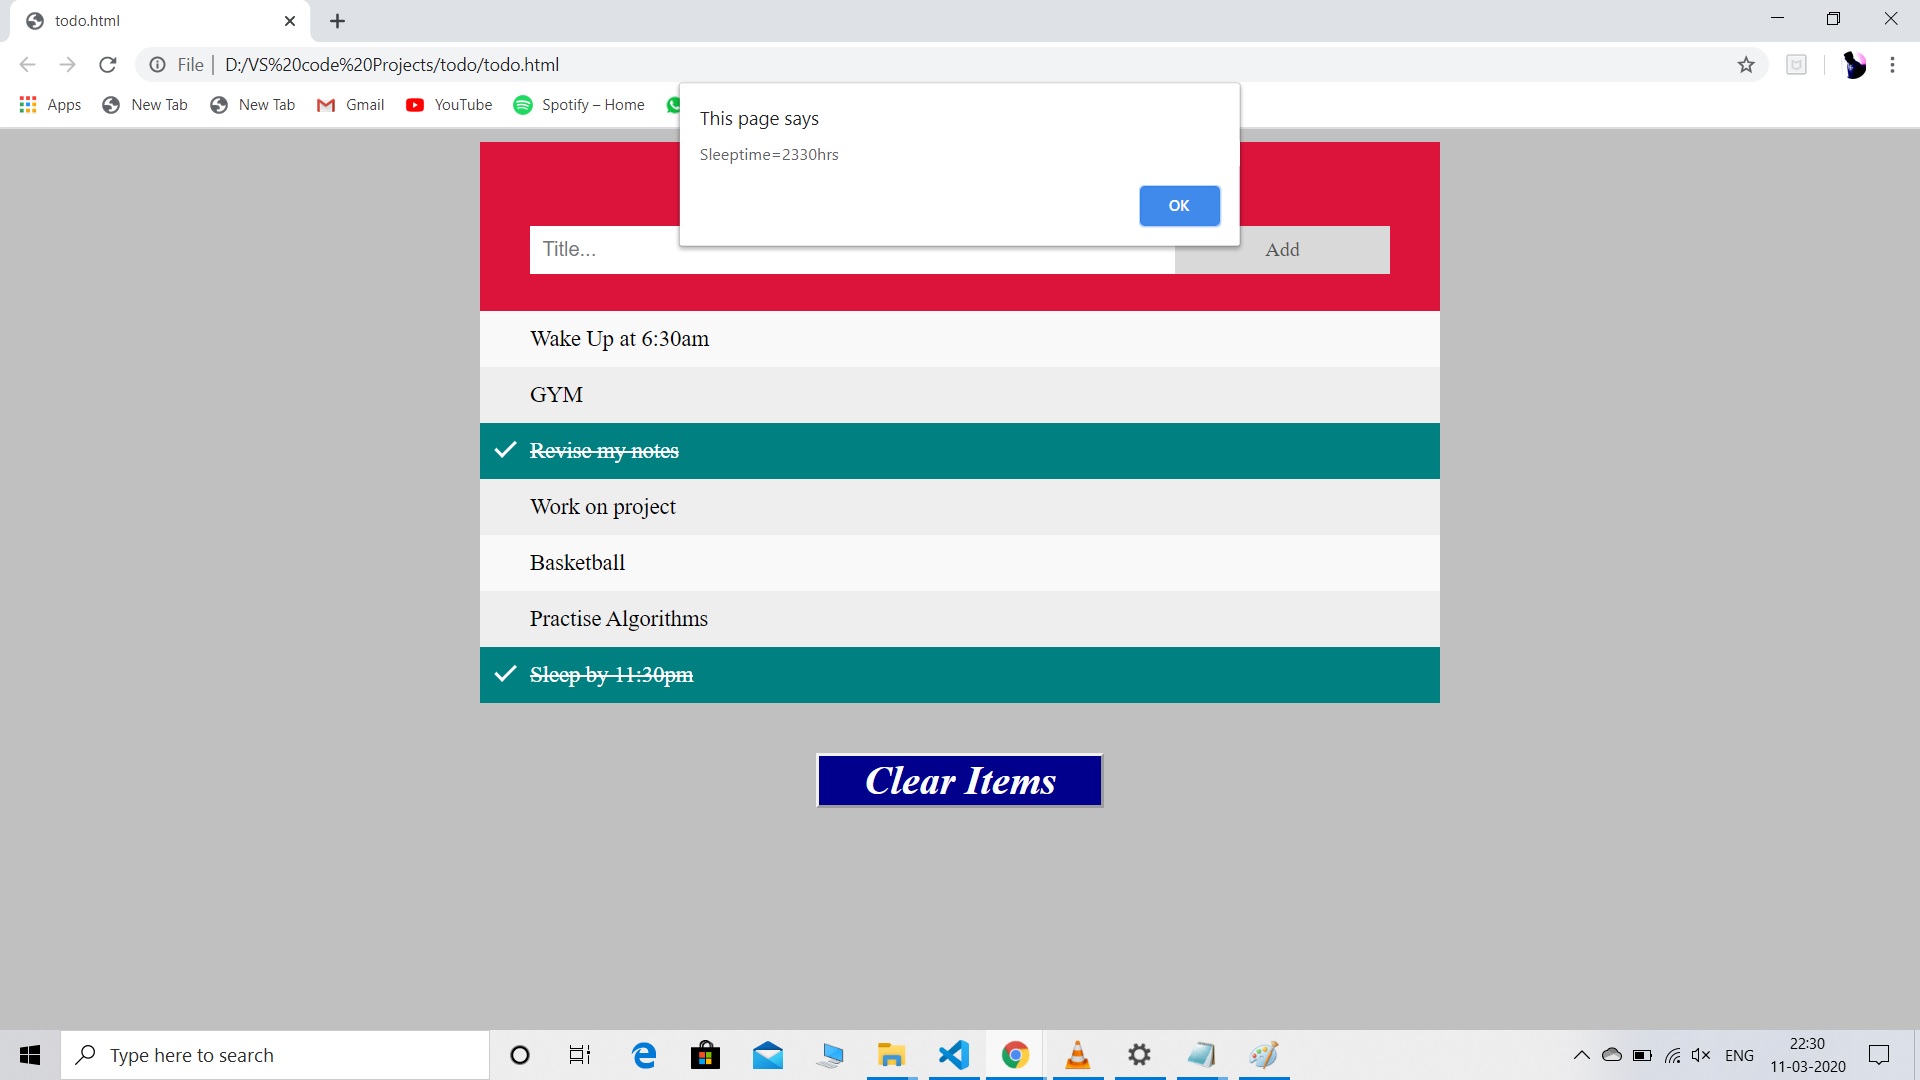 todo.html
File | D:/VS%20code%20Projects/todo/todo.html
Apps New Tab New Tab Gmail YouTube Spotify – Home
This page says
Sleeptime=2330hrs
OK
Title... Add
Wake Up at 6:30am
GYM
Revise my notes
Work on project
Basketball
Practise Algorithms
Sleep by 11:30pm
Clear Items
Type here to search
ENG
22:30
11-03-2020